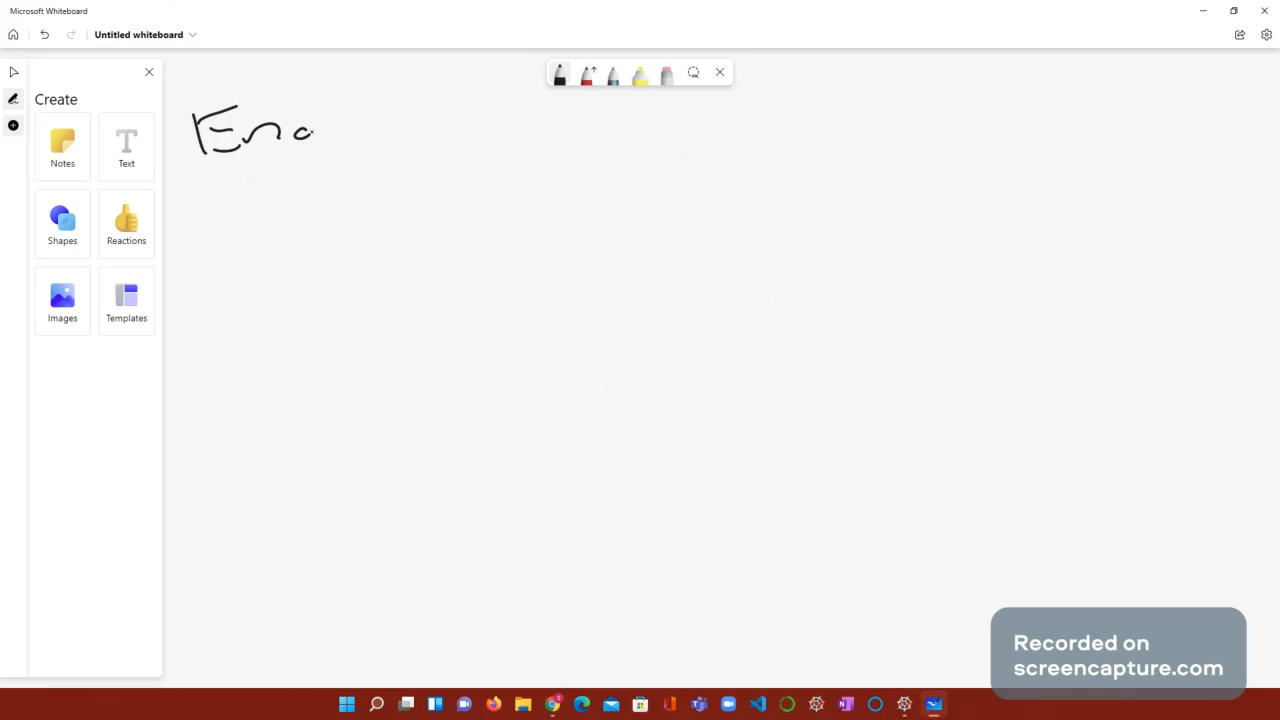 Microsoft Whiteboard
Untitled whiteboard
Create
Notes
Text
Shapes
Reactions
Images
Templates
Recorded on
screencapture.com